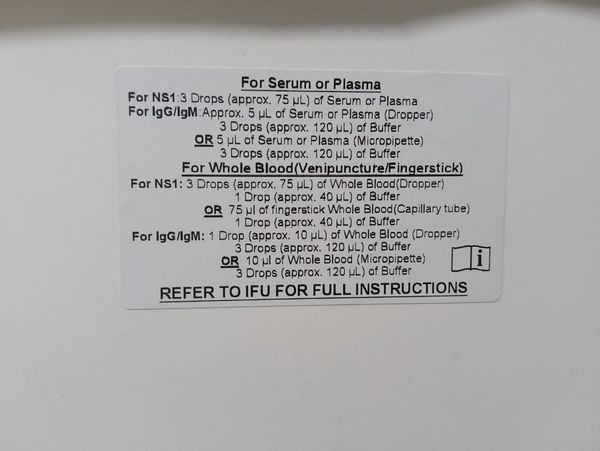 For Serum or Plasma
For NS1:3 Drops (approx. 75 µL) of Serum or Plasma
For IgG/IgM:Approx. 5 µL of Serum or Plasma (Dropper)
3 Drops (approx. 120 µL) of Buffer
OR 5 µL of Serum or Plasma (Micropipette)
3 Drops (approx. 120 µL) of Buffer
For Whole Blood(Venipuncture/Fingerstick)
For NS1: 3 Drops (approx. 75 µL) of Whole Blood(Dropper)
1 Drop (approx. 40 µL) of Buffer
OR 75 µl of fingerstick Whole Blood(Capillary tube)
1 Drop (approx. 40 µL) of Buffer
For IgG/IgM: 1 Drop (approx. 10 µL) of Whole Blood (Dropper)
3 Drops (approx. 120 µL) of Buffer
OR 10 µl of Whole Blood (Micropipette)
3 Drops (approx. 120 µL) of Buffer
i
REFER TO IFU FOR FULL INSTRUCTIONS